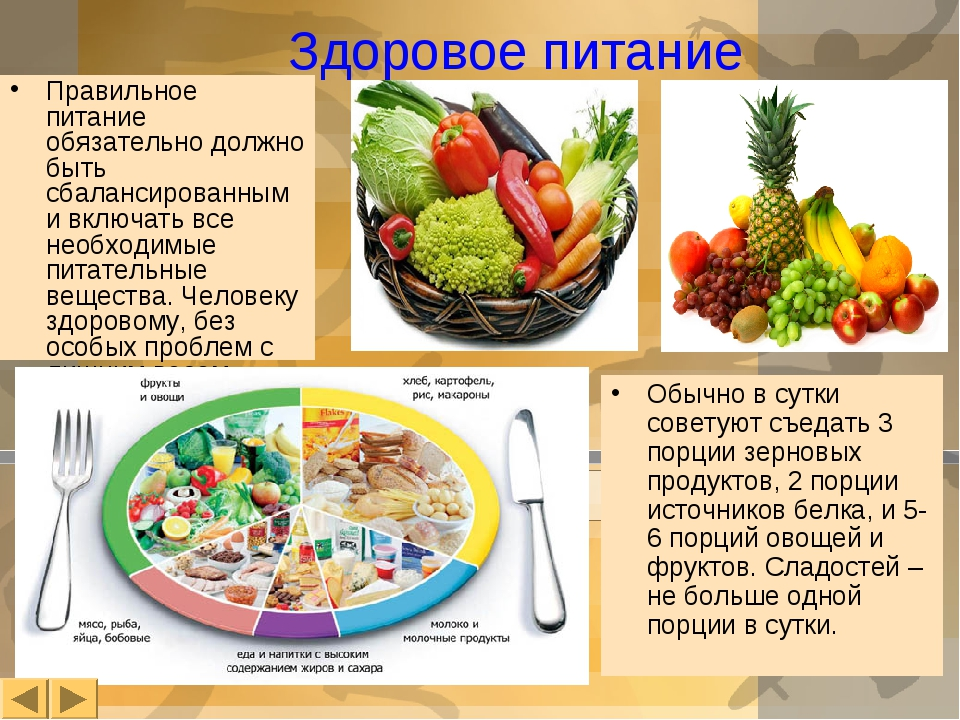 Здоровое питание
• Правильное
питание
обязательно должно
быть
сбалансированным
и включать все
необходимые
питательные
вещества. Человеку
здоровому, без
особых проблем с
Flakes
фрукты
и овощи
хлеб, картофель,
рис, макароны
мясо, рыба,
яйца, бобовые
молоко и
молочные продукты
еда и напитки с высоким
содержанием жиров и сахара
• Обычно в сутки
советуют съедать 3
порции зерновых
продуктов, 2 порции
источников белка, и 5-
6 порций овощей и
фруктов. Сладостей –
не больше одной
порции в сутки.